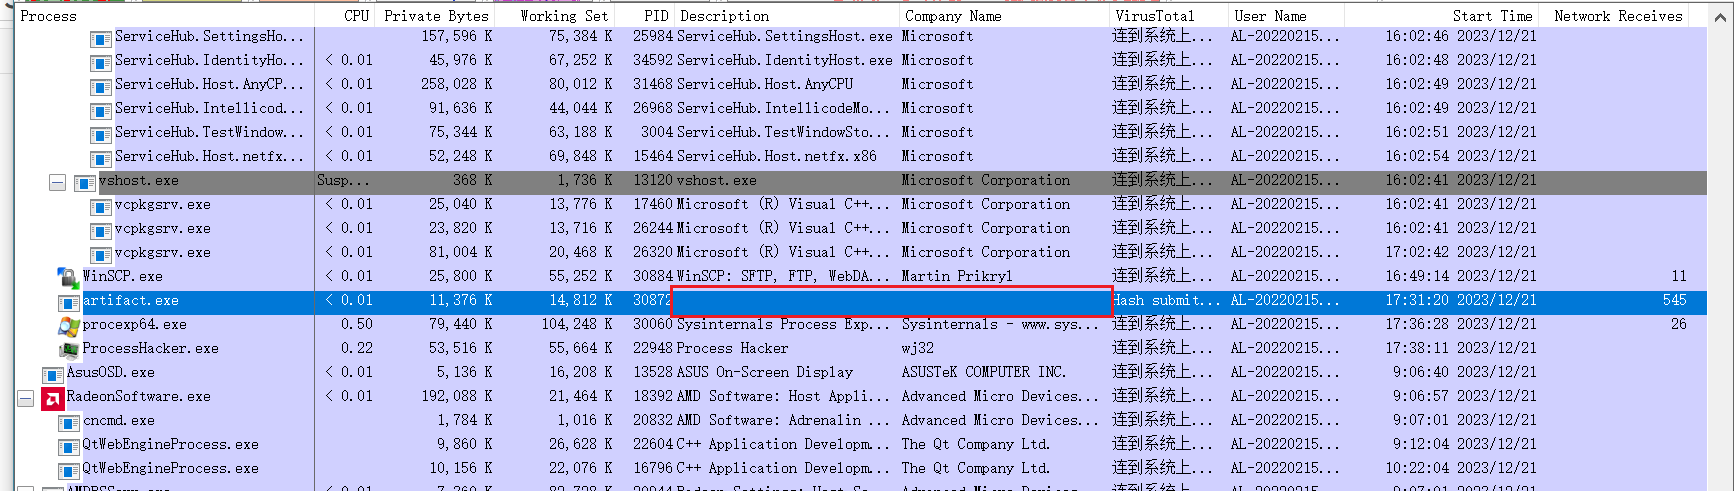 Process CPU Private Bytes Working Set PID Description Company Name VirusTotal User Name Start Time Network Receives
ServiceHub.SettingsHo... 157,596 K 75,384 K 25984 ServiceHub.SettingsHost.exe Microsoft 连到系统上... AL-20220215... 16:02:46 2023/12/21
ServiceHub.IdentityHo... < 0.01 45,976 K 67,252 K 34592 ServiceHub.IdentityHost.exe Microsoft 连到系统上... AL-20220215... 16:02:48 2023/12/21
ServiceHub.Host.AnyCP... < 0.01 258,028 K 80,012 K 31468 ServiceHub.Host.AnyCPU Microsoft 连到系统上... AL-20220215... 16:02:49 2023/12/21
ServiceHub.Intellicod... < 0.01 91,636 K 44,044 K 26968 ServiceHub.IntellicodeMo... Microsoft 连到系统上... AL-20220215... 16:02:49 2023/12/21
ServiceHub.TestWindow... < 0.01 75,344 K 63,188 K 3004 ServiceHub.TestWindowSto... Microsoft 连到系统上... AL-20220215... 16:02:51 2023/12/21
ServiceHub.Host.netfx... < 0.01 52,248 K 69,848 K 15464 ServiceHub.Host.netfx.x86 Microsoft 连到系统上... AL-20220215... 16:02:54 2023/12/21
vshost.exe Susp... 368 K 1,736 K 13120 vshost.exe Microsoft Corporation 连到系统上... AL-20220215... 16:02:41 2023/12/21
vcpkgsrv.exe < 0.01 25,040 K 13,776 K 17460 Microsoft (R) Visual C++... Microsoft Corporation 连到系统上... AL-20220215... 16:02:41 2023/12/21
vcpkgsrv.exe < 0.01 23,820 K 13,716 K 26244 Microsoft (R) Visual C++... Microsoft Corporation 连到系统上... AL-20220215... 16:02:41 2023/12/21
vcpkgsrv.exe < 0.01 81,004 K 20,468 K 26320 Microsoft (R) Visual C++... Microsoft Corporation 连到系统上... AL-20220215... 17:02:42 2023/12/21
WinSCP.exe < 0.01 25,800 K 55,252 K 30884 WinSCP: SFTP, FTP, WebDA... Martin Prikryl 连到系统上... AL-20220215... 16:49:14 2023/12/21 11
artifact.exe < 0.01 11,376 K 14,812 K 30872 Hash submit... AL-20220215... 17:31:20 2023/12/21 545
procexp64.exe 0.50 79,440 K 104,248 K 30060 Sysinternals Process Exp... Sysinternals - www.sys... 连到系统上... AL-20220215... 17:36:28 2023/12/21 26
ProcessHacker.exe 0.22 53,516 K 55,664 K 22948 Process Hacker wj32 连到系统上... AL-20220215... 17:38:11 2023/12/21
AsusOSD.exe < 0.01 5,136 K 16,208 K 13528 ASUS On-Screen Display ASUSTeK COMPUTER INC. 连到系统上... AL-20220215... 9:06:40 2023/12/21
RadeonSoftware.exe < 0.01 192,088 K 21,464 K 18392 AMD Software: Host Appli... Advanced Micro Devices... 连到系统上... AL-20220215... 9:06:57 2023/12/21
cncmd.exe 1,784 K 1,016 K 20832 AMD Software: Adrenalin ... Advanced Micro Devices... 连到系统上... AL-20220215... 9:07:01 2023/12/21
QtWebEngineProcess.exe 9,860 K 26,628 K 22604 C++ Application Developm... The Qt Company Ltd. 连到系统上... AL-20220215... 9:12:04 2023/12/21
QtWebEngineProcess.exe 10,156 K 22,076 K 16796 C++ Application Developm... The Qt Company Ltd. 连到系统上... AL-20220215... 10:22:04 2023/12/21